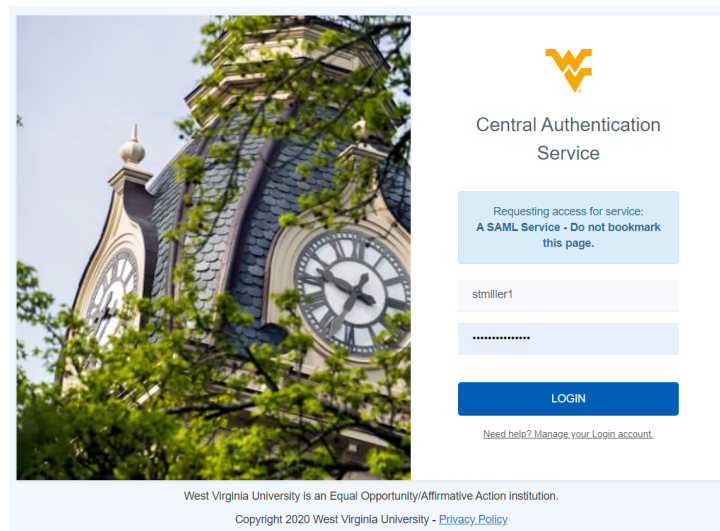 Central Authentication
Service
Requesting access for service:
A SAML Service - Do not bookmark
this page.
stmiller1
•••••••••••••••
LOGIN
Need help? Manage your Login account.
West Virginia University is an Equal Opportunity/Affirmative Action institution.
Copyright 2020 West Virginia University - Privacy Policy